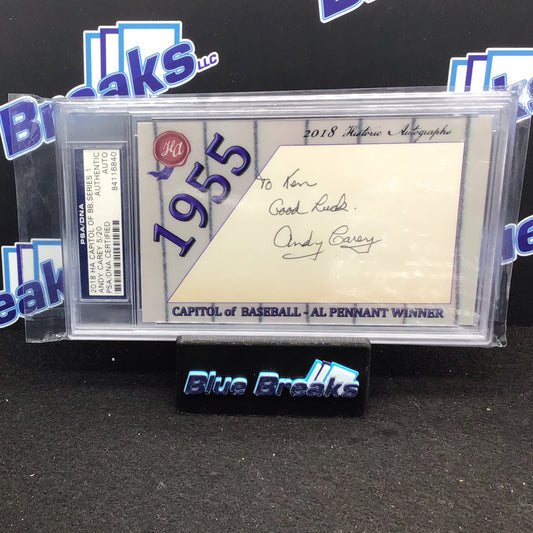 Blue Breaks LLC
2018 HA CAPITOL OF BB SERIES 1
ANDY CAREY 5/20
PSA/DNA CERTIFIED
AUTHENTIC
AUTO
84116840
PSA/DNA
HA
2018 Historic Autographs
1955
To Ken
Good Luck.
Andy Carey
CAPITOL of BASEBALL - AL PENNANT WINNER
Blue Breaks